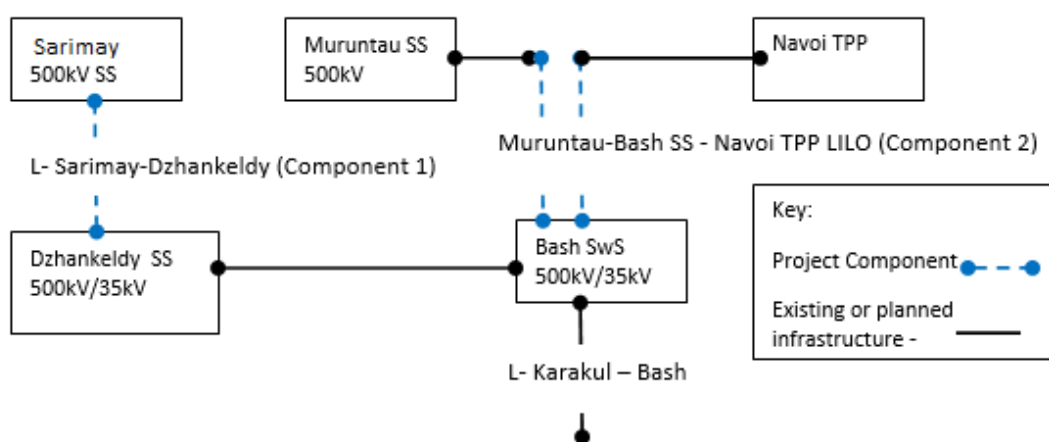 Sarimay
500kV SS
Muruntau SS
500kV
Navoi TPP
L- Sarimay-Dzhankeldy (Component 1)
Muruntau-Bash SS - Navoi TPP LILO (Component 2)
Dzhankeldy SS
500kV/35kV
Bash SwS
500kV/35kV
Key:
Project Component
Existing or planned
infrastructure -
L- Karakul – Bash